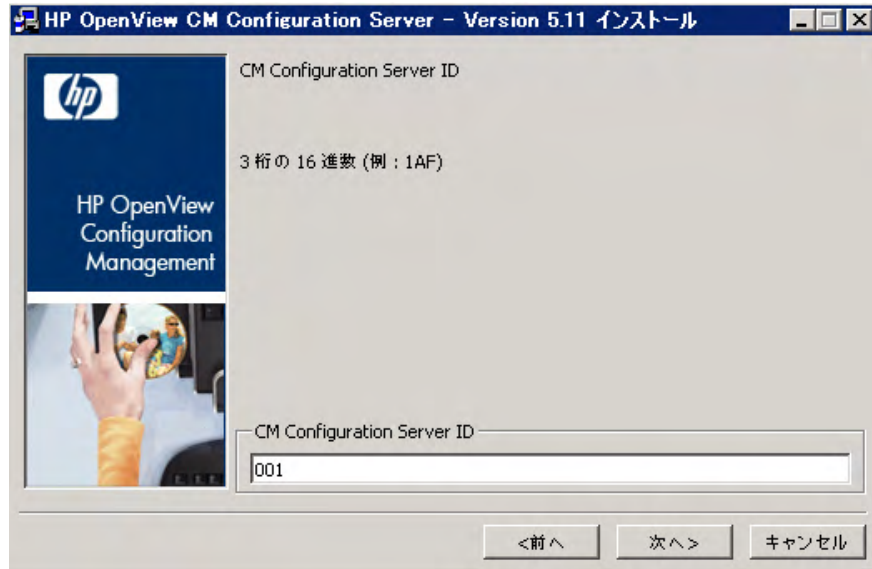 HP OpenView CM Configuration Server - Version 5.11 インストール
hp
CM Configuration Server ID
3 桁の 16 進数 (例 : 1AF)
HP OpenView
Configuration
Management
CM Configuration Server ID
001
<前へ
次へ>
キャンセル